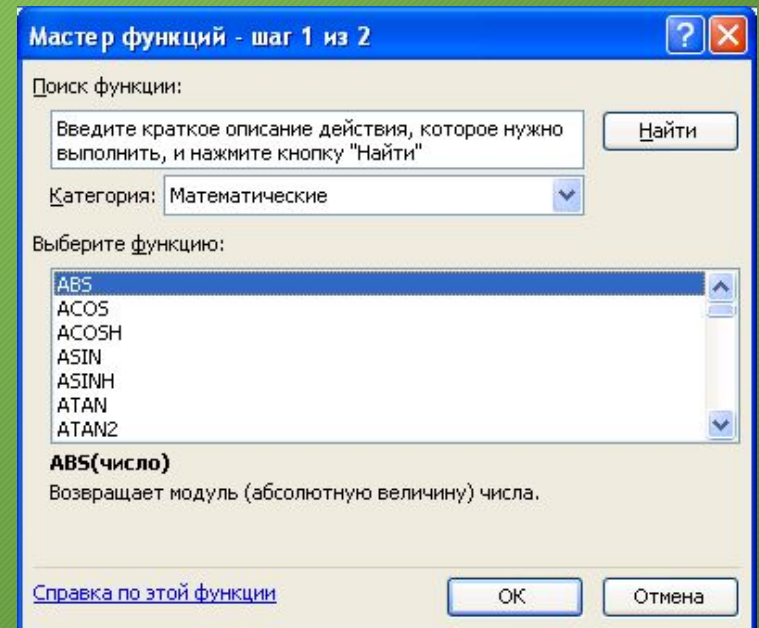 Мастер функций - шаг 1 из 2
Поиск функции:
Введите краткое описание действия, которое нужно
выполнить, и нажмите кнопку "Найти"
Найти
Категория: Математические
Выберите функцию:
ABS
ACOS
ACOSH
ASIN
ASINH
ATAN
ATAN2
ABS(число)
Возвращает модуль (абсолютную величину) числа.
Справка по этой функции
ОК
Отмена